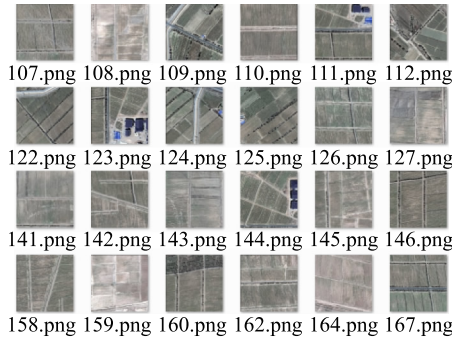 107.png 108.png 109.png 110.png 111.png 112.png
122.png 123.png 124.png 125.png 126.png 127.png
141.png 142.png 143.png 144.png 145.png 146.png
158.png 159.png 160.png 162.png 164.png 167.png